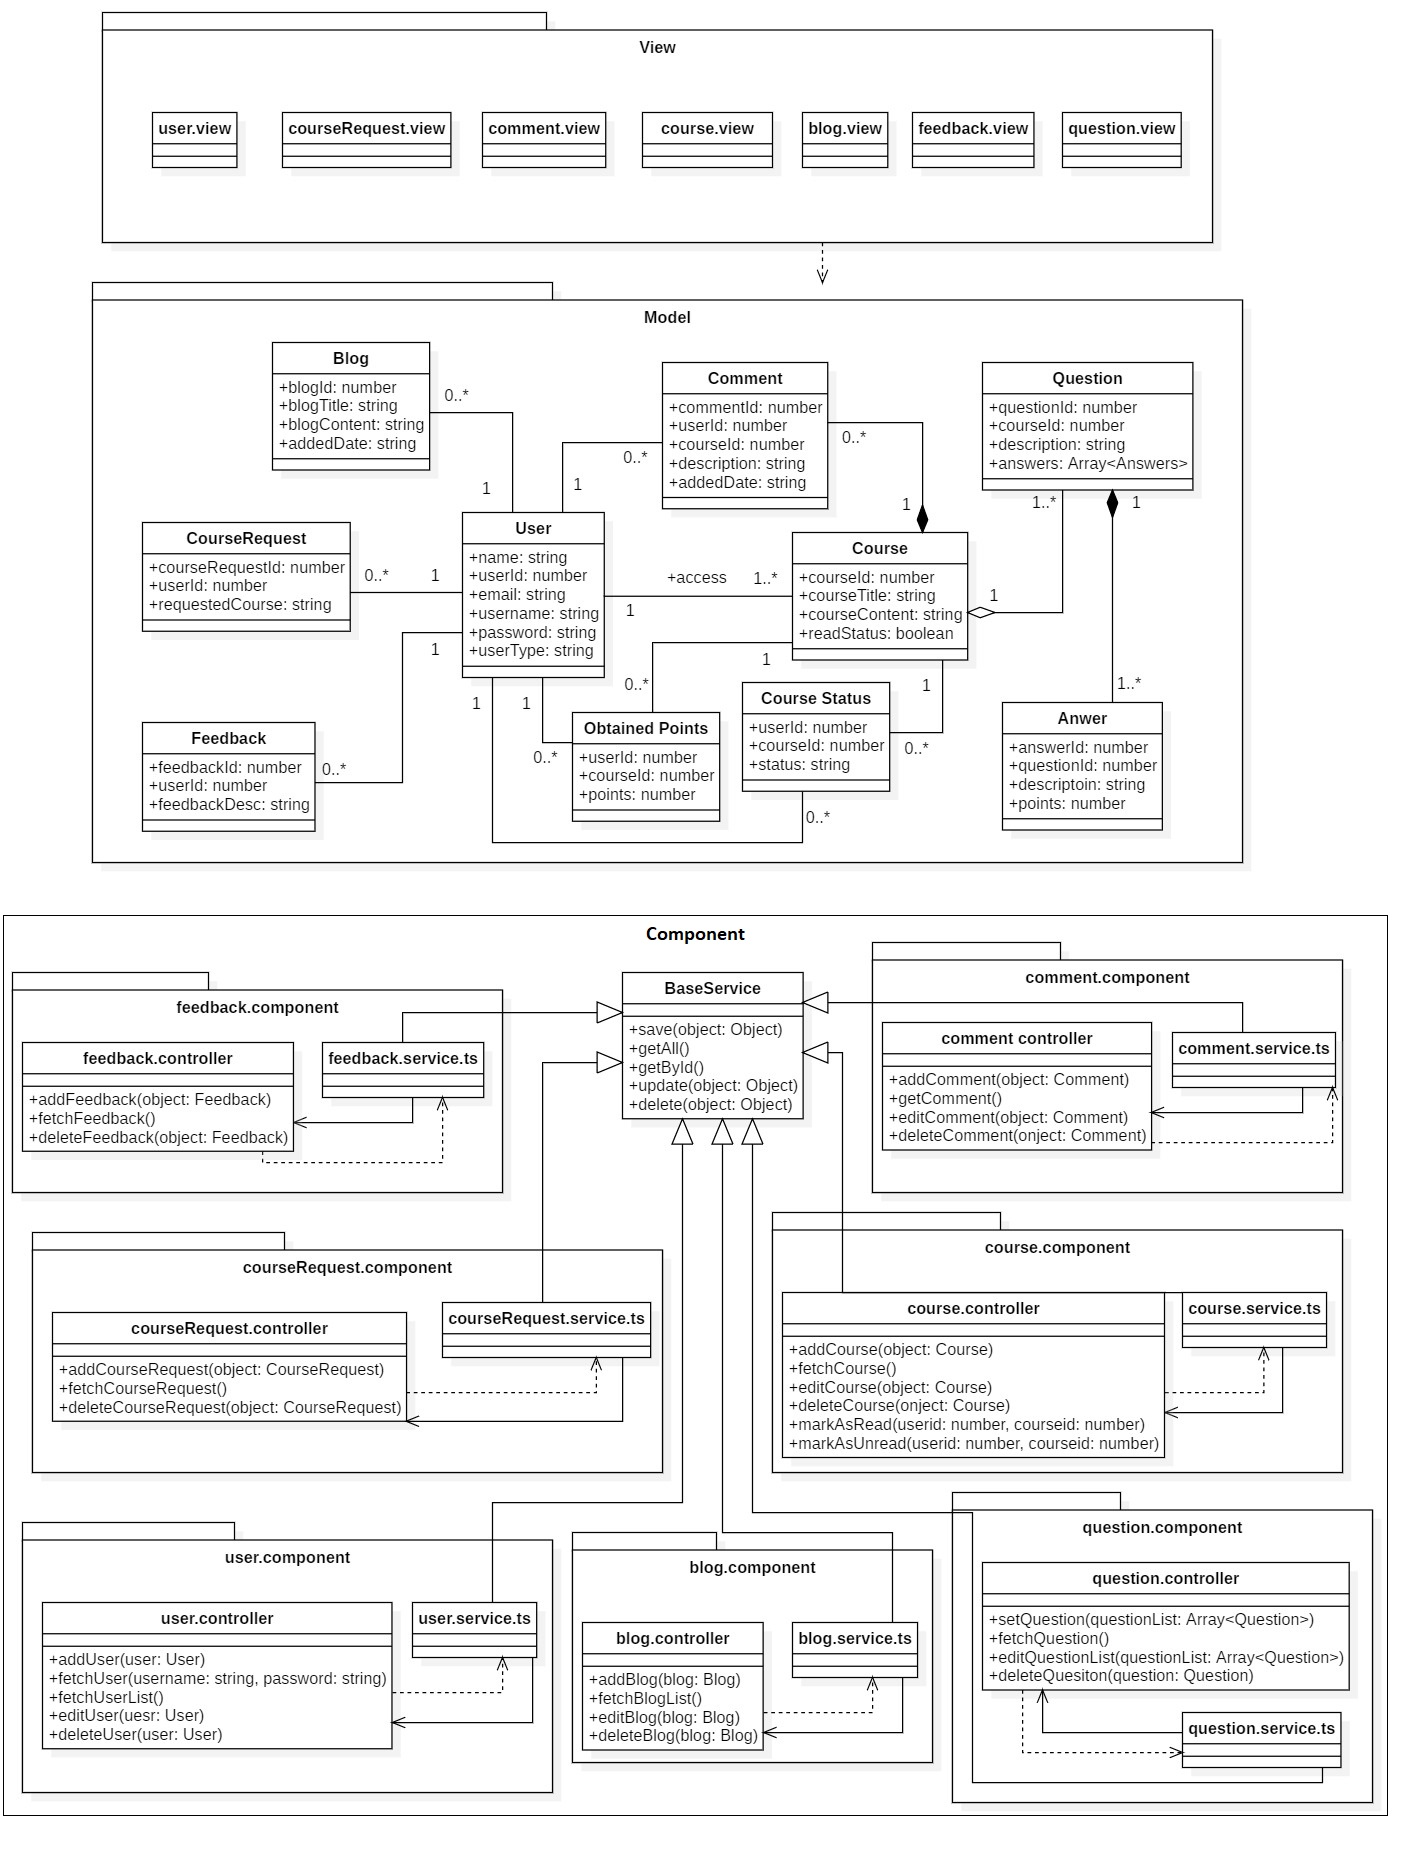 View
user.view
courseRequest.view
comment.view
course.view
blog.view
feedback.view
question.view
Model
Blog
+blogId: number
+blogTitle: string
+blogContent: string
+addedDate: string
0..*
1
Comment
+commentId: number
+userId: number
+courseId: number
+description: string
+addedDate: string
0..*
1
0..*
1
Question
+questionId: number
+courseId: number
+description: string
+answers: Array<Answers>
1..*
1
CourseRequest
+courseRequestId: number
+userId: number
+requestedCourse: string
0..*
1
User
+name: string
+userId: number
+email: string
+username: string
+password: string
+userType: string
+access
1..*
1
Course
+courseId: number
+courseTitle: string
+courseContent: string
+readStatus: boolean
1
1
1
0..*
1
1
1
0..*
Feedback
+feedbackId: number
+userId: number
+feedbackDesc: string
0..*
Obtained Points
+userId: number
+courseId: number
+points: number
Course Status
+userId: number
+courseId: number
+status: string
0..*
0..*
1..*
Anwer
+answerId: number
+questionId: number
+descriptoin: string
+points: number
Component
feedback.component
feedback.controller
+addFeedback(object: Feedback)
+fetchFeedback()
+deleteFeedback(object: Feedback)
feedback.service.ts
BaseService
+save(object: Object)
+getAll()
+getById()
+update(object: Object)
+delete(object: Object)
comment.component
comment controller
+addComment(object: Comment)
+getComment()
+editComment(object: Comment)
+deleteComment(onject: Comment)
comment.service.ts
courseRequest.component
courseRequest.controller
+addCourseRequest(object: CourseRequest)
+fetchCourseRequest()
+deleteCourseRequest(object: CourseRequest)
courseRequest.service.ts
course.component
course.controller
+addCourse(object: Course)
+fetchCourse()
+editCourse(object: Course)
+deleteCourse(onject: Course)
+markAsRead(userid: number, courseid: number)
+markAsUnread(userid: number, courseid: number)
course.service.ts
user.component
user.controller
+addUser(user: User)
+fetchUser(username: string, password: string)
+fetchUserList()
+editUser(uesr: User)
+deleteUser(user: User)
user.service.ts
blog.component
blog.controller
+addBlog(blog: Blog)
+fetchBlogList()
+editBlog(blog: Blog)
+deleteBlog(blog: Blog)
blog.service.ts
question.component
question.controller
+setQuestion(questionList: Array<Question>)
+fetchQuestion()
+editQuestionList(questionList: Array<Question>)
+deleteQuesiton(question: Question)
question.service.ts